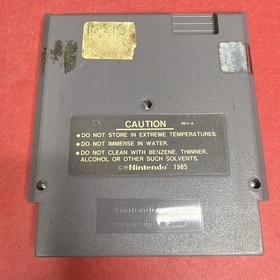 CAUTION
REV-A
● DO NOT STORE IN EXTREME TEMPERATURES.
● DO NOT IMMERSE IN WATER.
● DO NOT CLEAN WITH BENZENE, THINNER,
ALCOHOL OR OTHER SUCH SOLVENTS.
Nintendo 1985
Nintendo